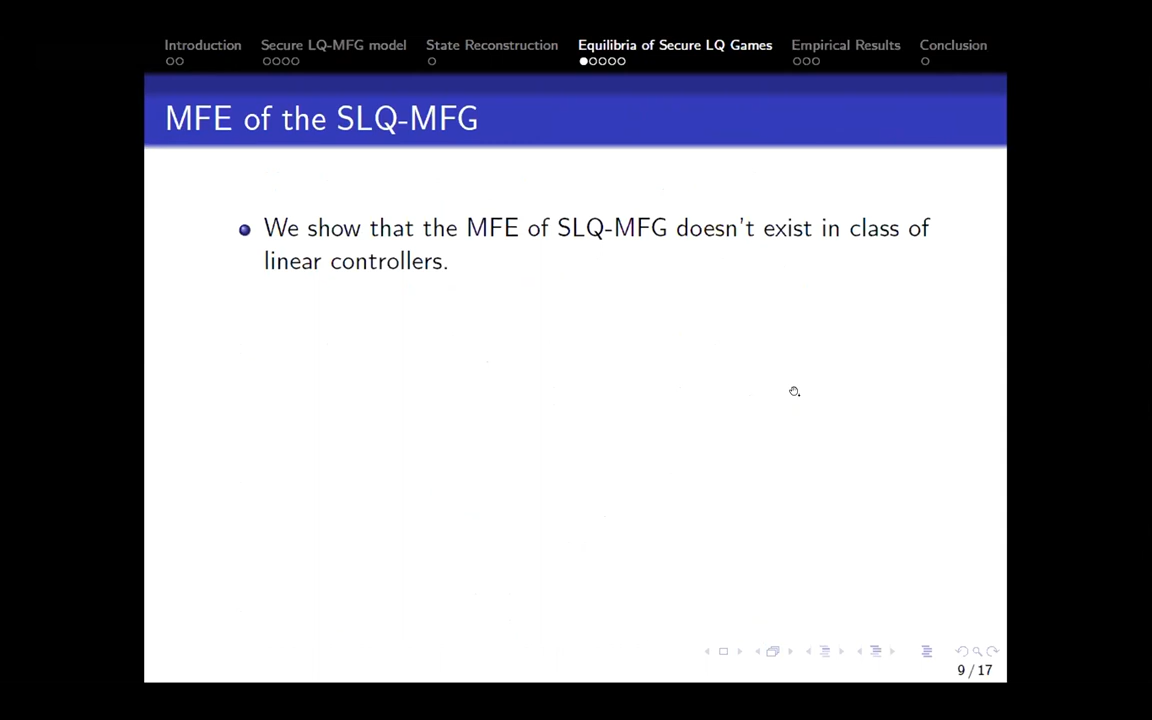 Introduction Secure LQ-MFG model State Reconstruction Equilibria of Secure LQ Games Empirical Results Conclusion
MFE of the SLQ-MFG
We show that the MFE of SLQ-MFG doesn't exist in class of
linear controllers.
9 / 17